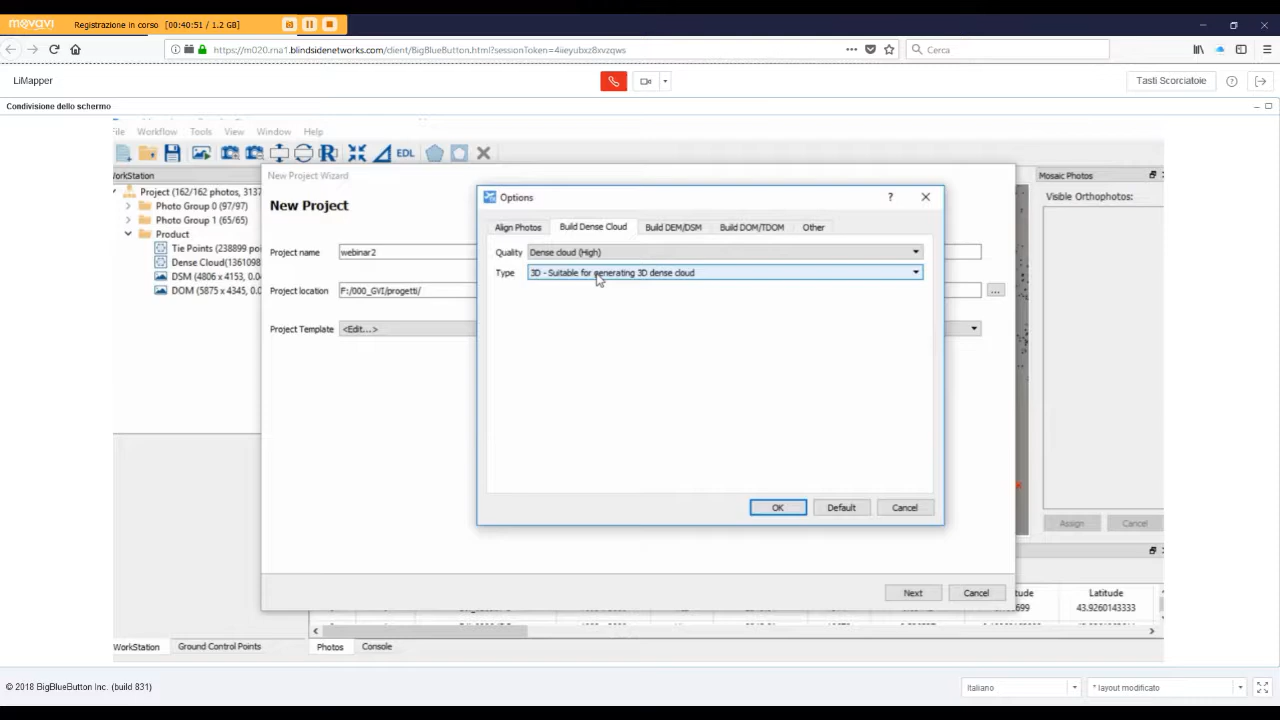 movavi Registrazione in corso [00:40:51 / 1.2 GB]
https://m020.rna1.blindsidenetworks.com/client/BigBlueButton.html?sessionToken=4iieyubxz8xvzqws
Cerca
LiMapper
Tasti Scorciatoie
Condivisione dello schermo
File Workflow Tools View Window Help
R EDL
WorkStation
New Project Wizard
Mosaic Photos
Project (162/162 photos, 3137
Photo Group 0 (97/97)
Photo Group 1 (65/65)
Product
Tie Points (238899 poin
Dense Cloud(1361098
DSM (4806 x 4153, 0.04
DOM (5875 x 4345, 0.0
New Project
Project name webinar2
Project location F:/000_GVI/progetti/ ...
Project Template <Edit...>
Options ?
Align Photos Build Dense Cloud Build DEM/DSM Build DOM/TDOM Other
Quality Dense cloud (High)
Type 3D - Suitable for generating 3D dense cloud
OK Default Cancel
Visible Orthophotos:
Assign Cancel
Next Cancel
Latitude
43.9260143333
WorkStation Ground Control Points Photos Console
© 2018 BigBlueButton Inc. (build 831)
Italiano * layout modificato